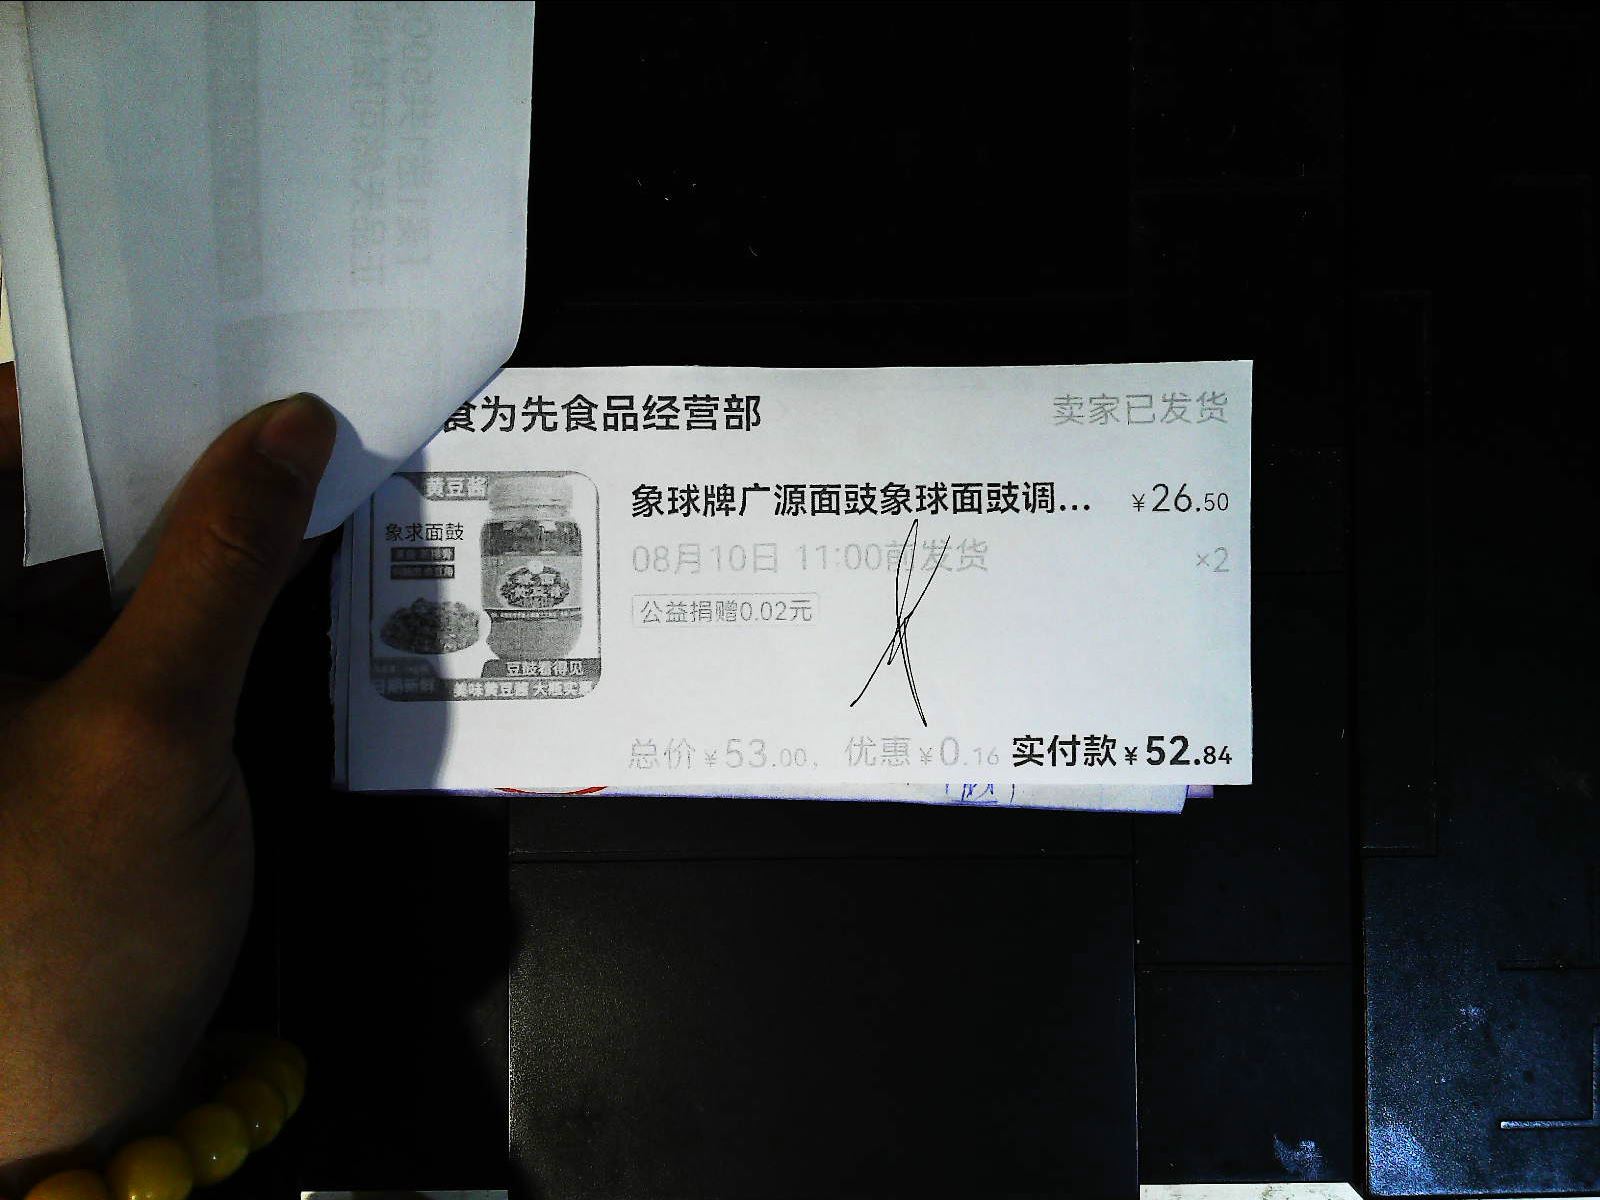 食为先食品经营部
卖家已发货
黄豆酱
象求面鼓
豆豉看得见
美味黄豆酱
象球牌广源面豉象球面豉调...
¥26.50
08月10日 11:00前发货
×2
公益捐赠0.02元
总价¥53.00, 优惠¥0.16 实付款¥52.84